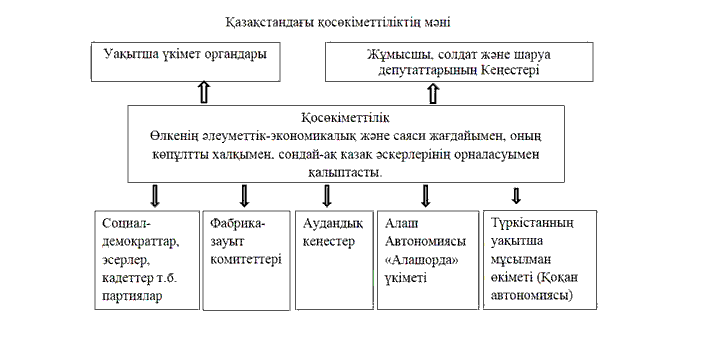 Қазақстандағы қосөкіметтіліктің мәні
Уақытша үкімет органдары
Жұмысшы, солдат және шаруа
депутаттарының Кеңестері
Қосөкіметтілік
Өлкенің әлеуметтік-экономикалық және саяси жағдайымен, оның
көпұлтты халқымен, сондай-ақ казак әскерлерінің орналасуымен
қалыптасты.
Социал-
демократтар,
эсерлер,
кадеттер т.б.
партиялар
Фабрика-
зауыт
комитеттері
Аудандық
кеңестер
Алаш
Автономиясы
«Алашорда»
үкіметі
Түркістанның
уақытша
мұсылман
өкіметі (Қоқан
автономиясы)